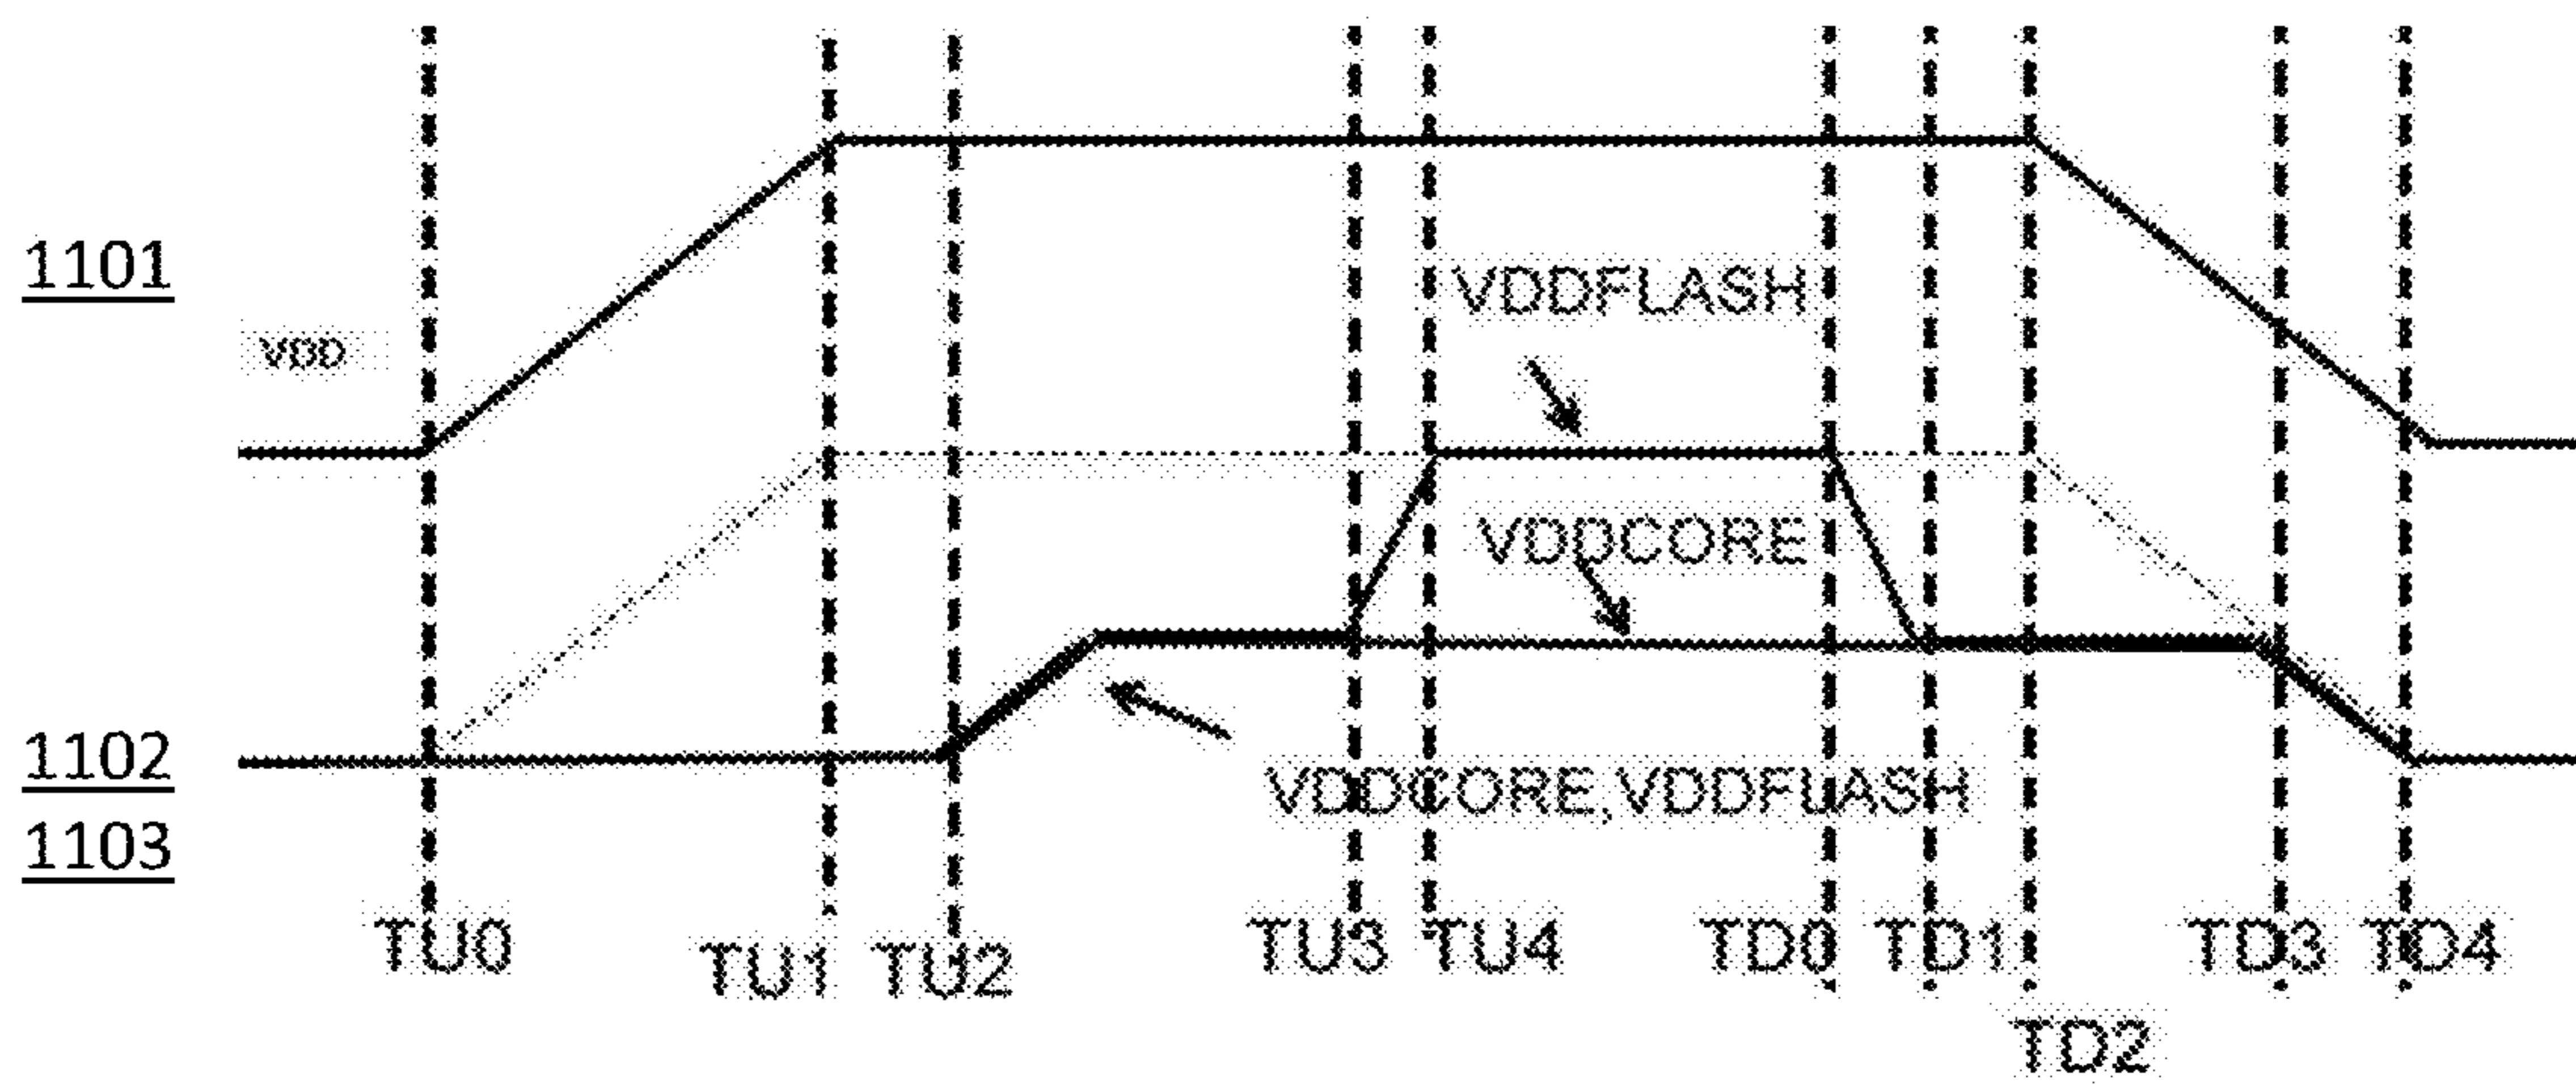 1101
VDDFLASH
VDD
VDDCORE
1102
VDDCORE,VDDFLASH
1103
TU0 TU1 TU2 TU3 TU4 TD0 TD1 TD3 TD4
TD2